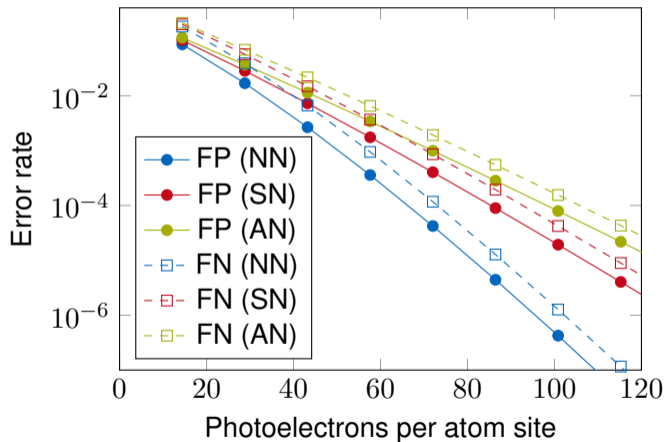 10⁻²
10⁻⁴
10⁻⁶
Error rate
FP (NN)
FP (SN)
FP (AN)
FN (NN)
FN (SN)
FN (AN)
0 20 40 60 80 100 120
Photoelectrons per atom site